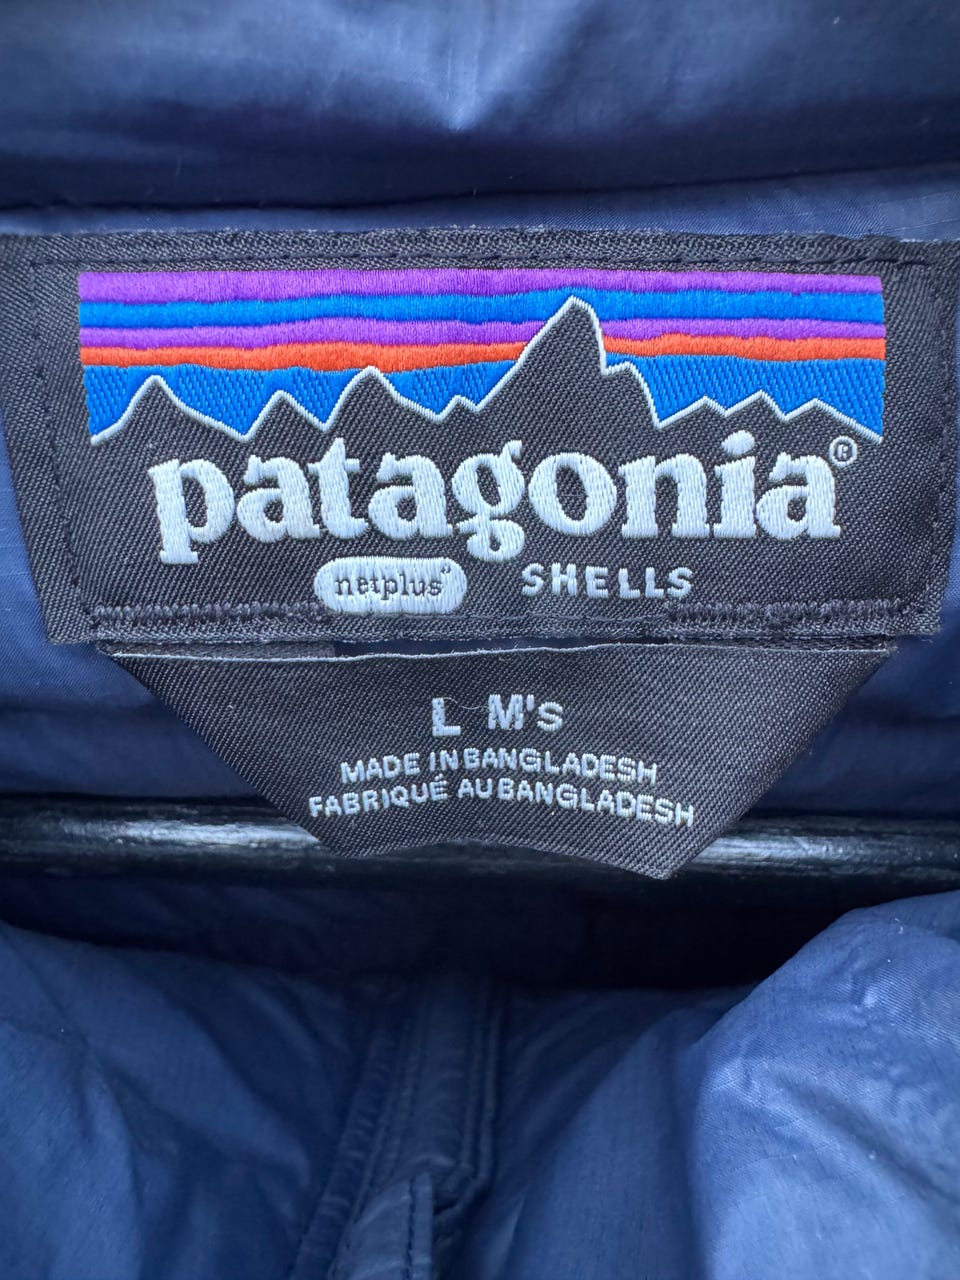 patagonia®
netplus® SHELLS
L M's
MADE IN BANGLADESH
FABRIQUÉ AU BANGLADESH